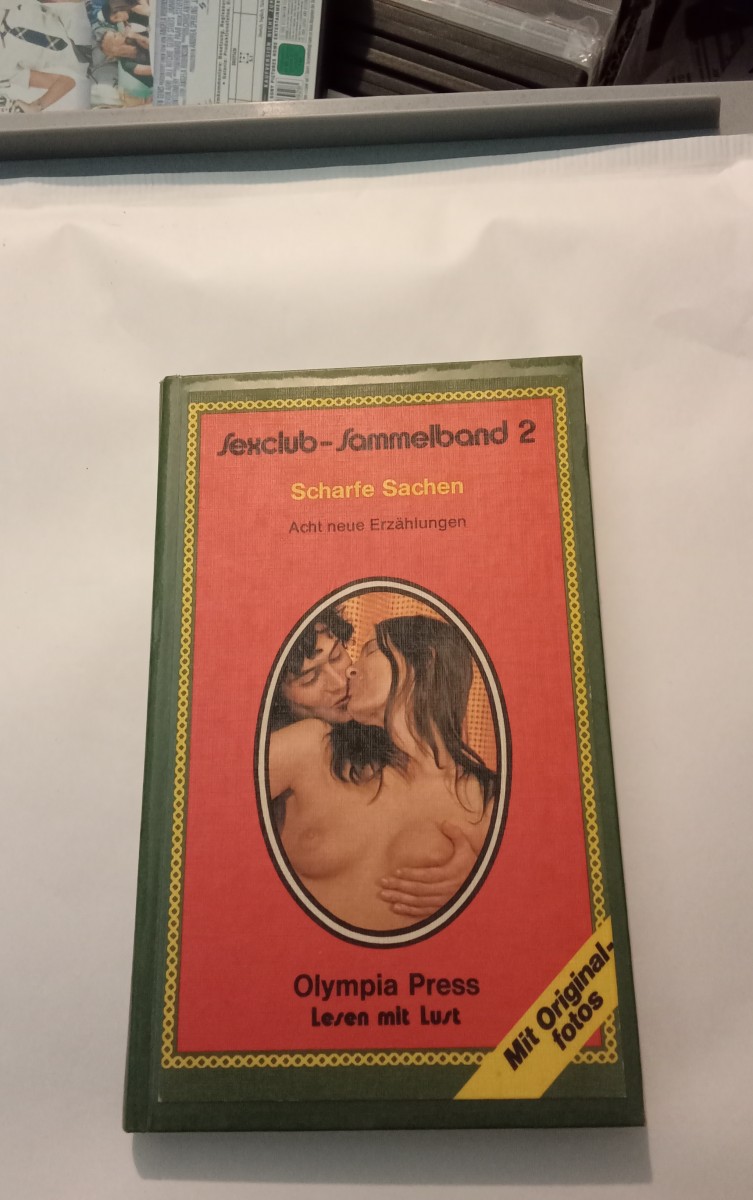 Sexclub-Sammelband 2
Scharfe Sachen
Acht neue Erzählungen
Olympia Press
Lesen mit Lust
Mit Original-
fotos